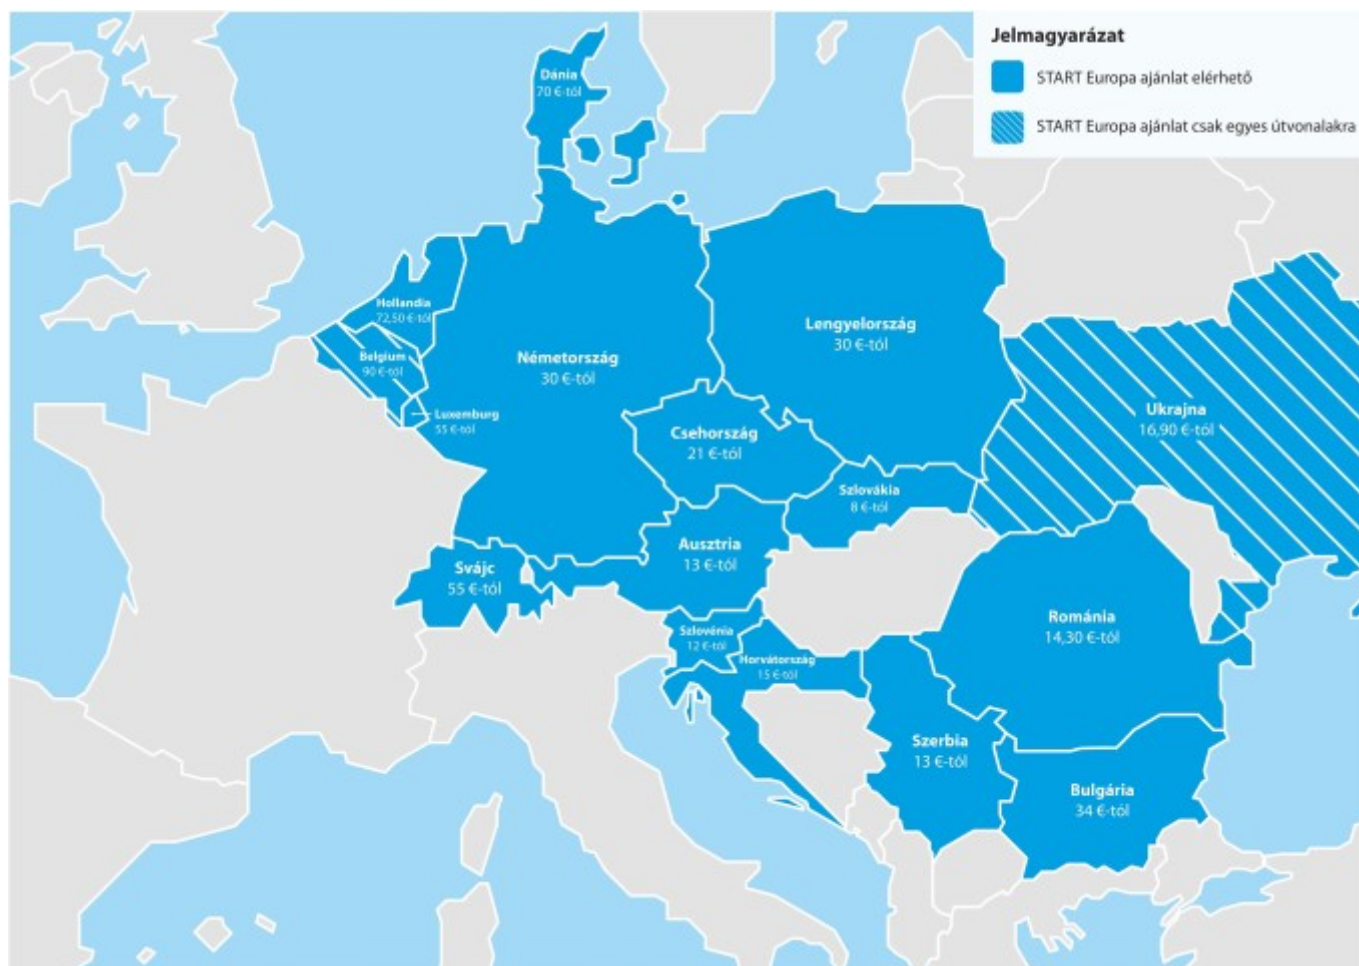 Jelmagyarázat
START Europa ajánlat elérhető
START Europa ajánlat csak egyes útvonalakra
Dánia
70 €-tól
Hollandia
72,50 €-tól
Belgium
90 €-tól
Luxemburg
55 €-tól
Németország
30 €-tól
Lengyelország
30 €-tól
Csehország
21 €-tól
Ukrajna
16,90 €-tól
Szlovákia
8 €-tól
Ausztria
13 €-tól
Svájc
55 €-tól
Szlovénia
12 €-tól
Horvátország
15 €-tól
Románia
14,30 €-tól
Szerbia
13 €-tól
Bulgária
34 €-tól